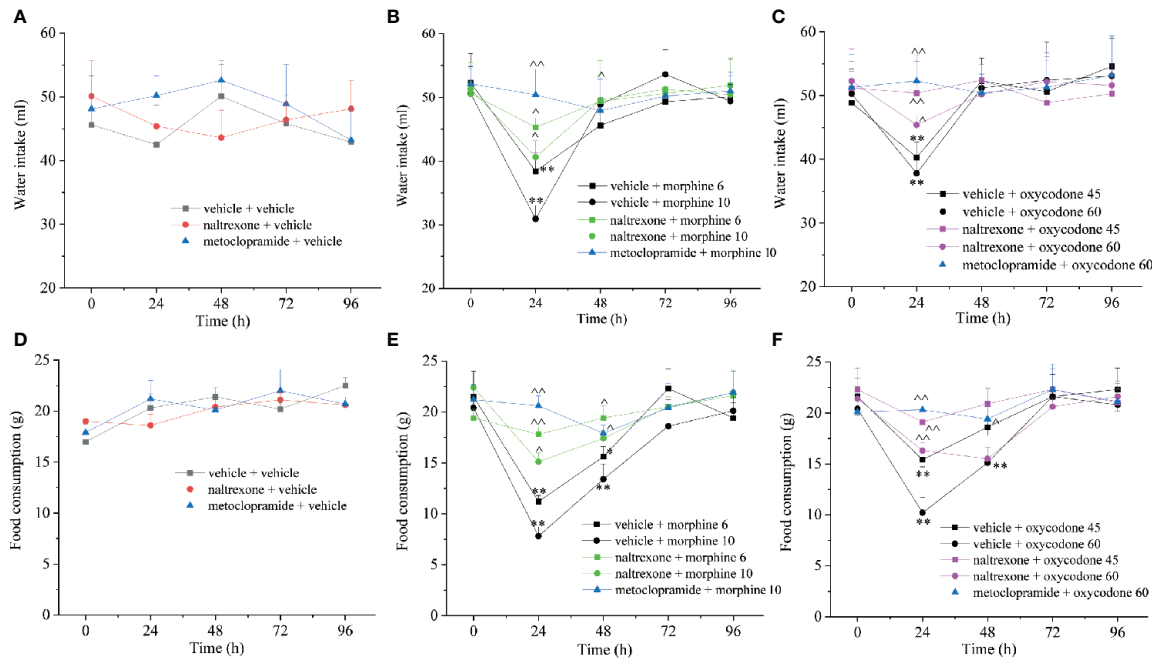 A
Water intake (ml)
60
50
40
30
20
0 24 48 72 96
Time (h)
vehicle + vehicle
naltrexone + vehicle
metoclopramide + vehicle
B
Water intake (ml)
60
50
40
30
20
^^
^
^
^
**
**
vehicle + morphine 6
vehicle + morphine 10
naltrexone + morphine 6
naltrexone + morphine 10
metoclopramide + morphine 10
0 24 48 72 96
Time (h)
C
Water intake (ml)
60
50
40
30
20
^^
^^
^
**
**
vehicle + oxycodone 45
vehicle + oxycodone 60
naltrexone + oxycodone 45
naltrexone + oxycodone 60
metoclopramide + oxycodone 60
0 24 48 72 96
Time (h)
D
Food consumption (g)
25
20
15
10
5
0
vehicle + vehicle
naltrexone + vehicle
metoclopramide + vehicle
0 24 48 72 96
Time (h)
E
Food consumption (g)
25
20
15
10
5
0
^^
^
^^
^
^
*
**
**
**
vehicle + morphine 6
vehicle + morphine 10
naltrexone + morphine 6
naltrexone + morphine 10
metoclopramide + morphine 10
0 24 48 72 96
Time (h)
F
Food consumption (g)
25
20
15
10
5
0
^^
^
^^
^^
**
**
**
vehicle + oxycodone 45
vehicle + oxycodone 60
naltrexone + oxycodone 45
naltrexone + oxycodone 60
metoclopramide + oxycodone 60
0 24 48 72 96
Time (h)